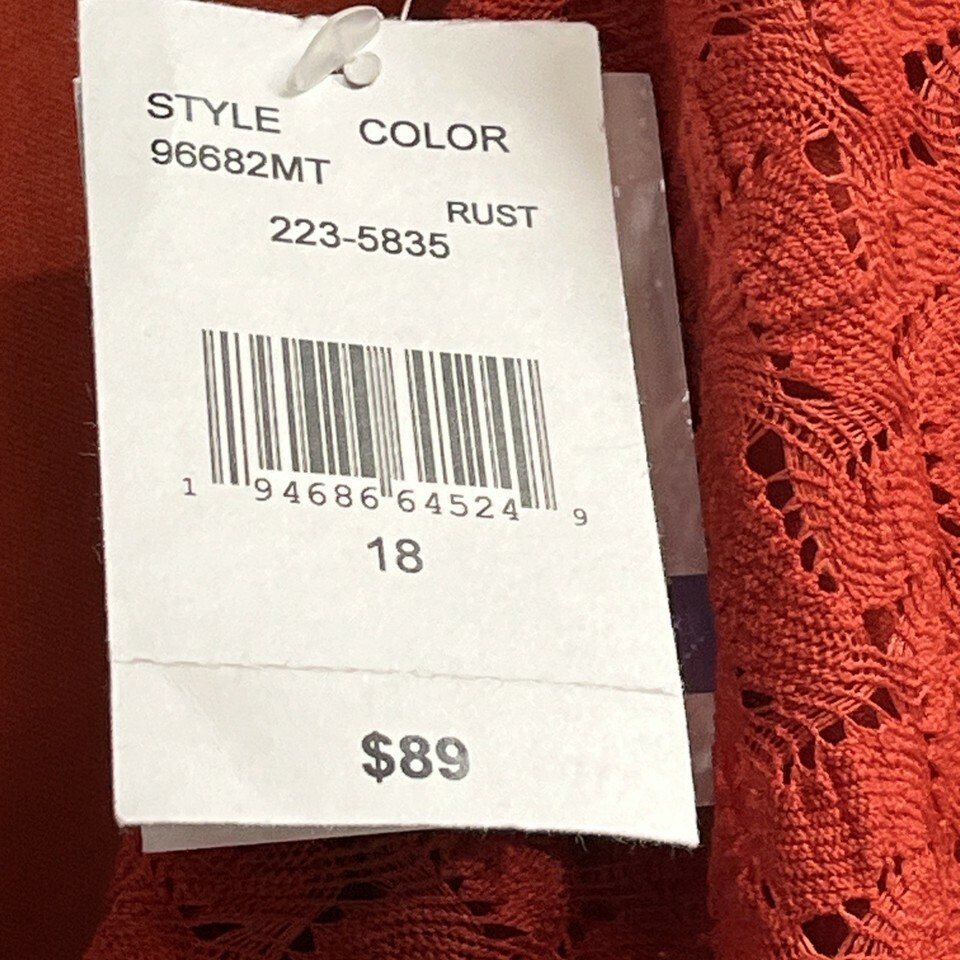 STYLE COLOR
96682MT
RUST
223-5835
1 94686 64524 9
18
$89